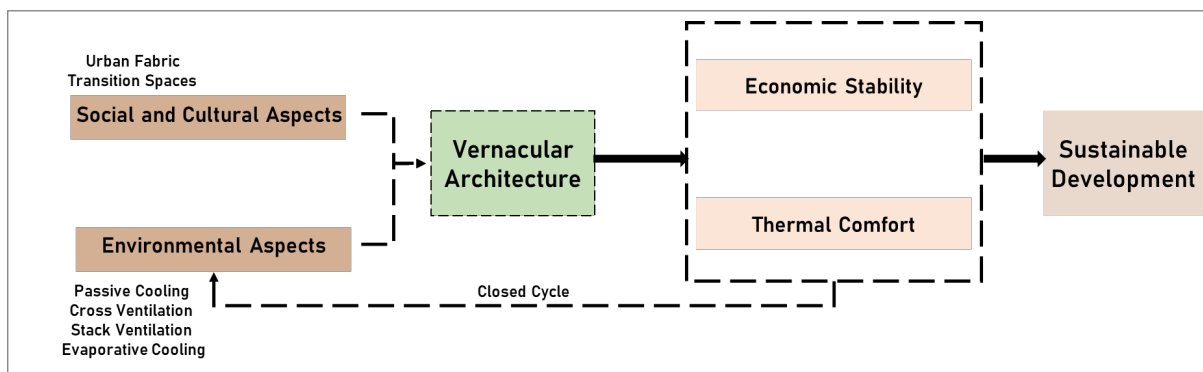 Urban Fabric
Transition Spaces
Social and Cultural Aspects
Environmental Aspects
Passive Cooling
Cross Ventilation
Stack Ventilation
Evaporative Cooling
Vernacular
Architecture
Closed Cycle
Economic Stability
Thermal Comfort
Sustainable
Development